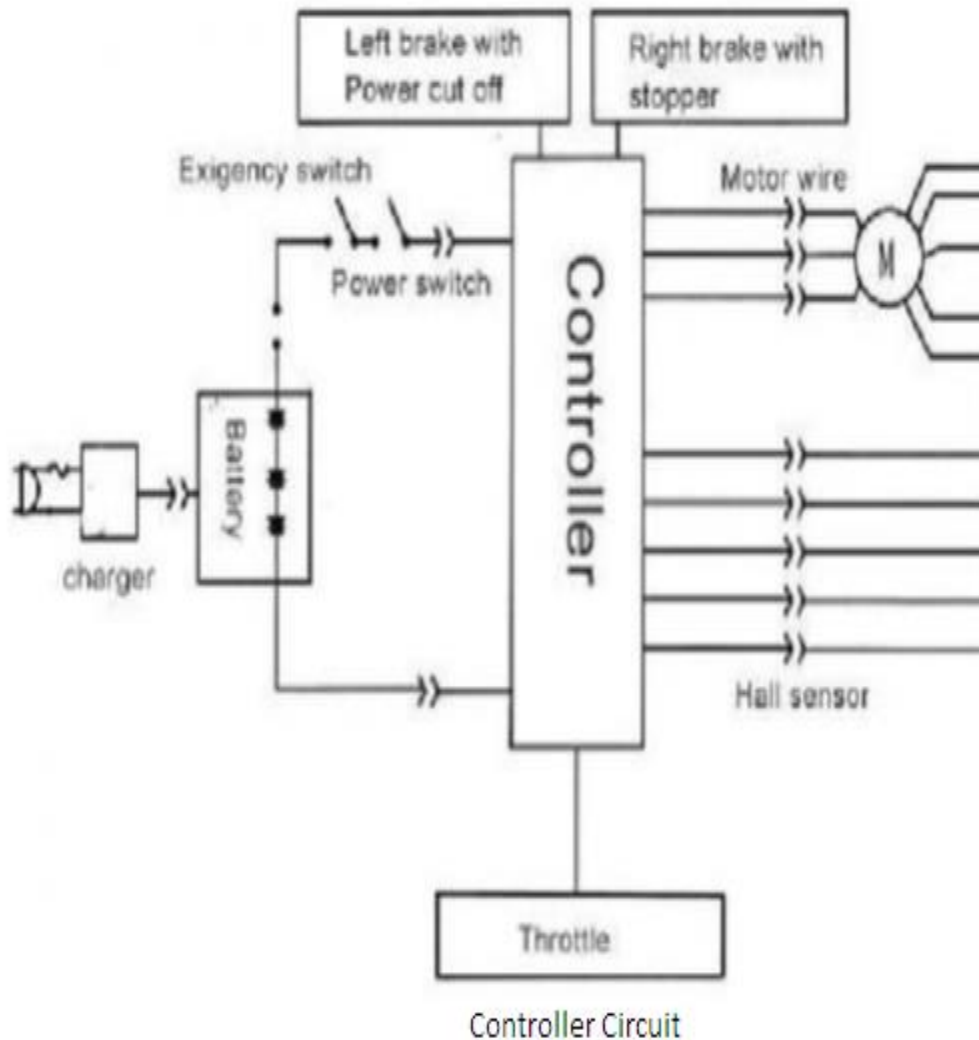 Left brake with
Power cut off
Right brake with
stopper
Exigency switch
Motor wire
M
Power switch
Controller
Battery
charger
Hall sensor
Throttle
Controller Circuit